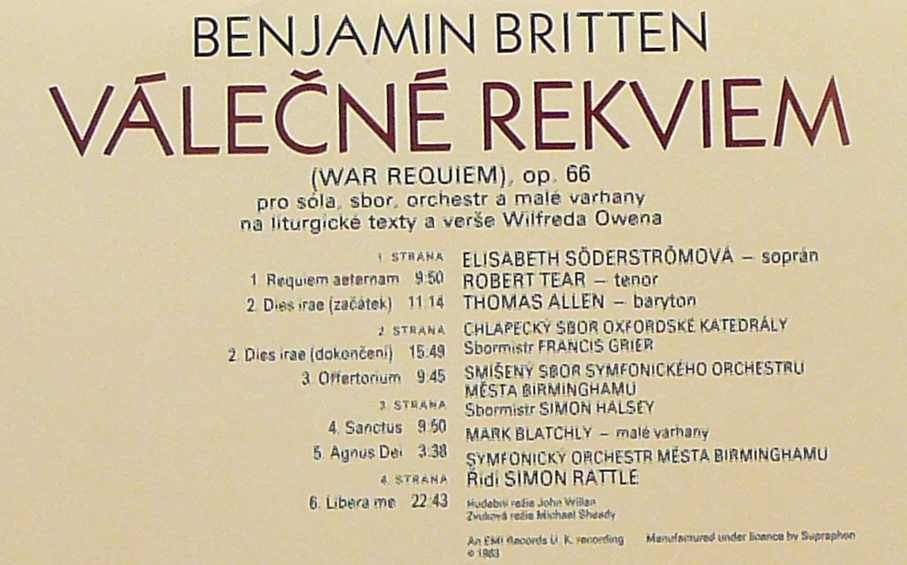 BENJAMIN BRITTEN
VÁLEČNÉ REKVIEM
(WAR REQUIEM), op. 66
pro sóla, sbor, orchestr a malé varhany
na liturgické texty a verše Wilfreda Owena
1. STRANA
1. Requiem aeternam 9:50
2. Dies irae (začátek) 11:14
2. STRANA
2. Dies irae (dokončení) 15:49
3. Offertorium 9:45
3. STRANA
4. Sanctus 9:50
5. Agnus Dei 3:38
4. STRANA
6. Libera me 22:43
ELISABETH SÖDERSTRÖMOVÁ – soprán
ROBERT TEAR – tenor
THOMAS ALLEN – baryton
CHLAPECKÝ SBOR OXFORDSKÉ KATEDRÁLY
Sbormistr FRANCIS GRIER
SMÍŠENÝ SBOR SYMFONICKÉHO ORCHESTRU
MĚSTA BIRMINGHAMU
Sbormistr SIMON HALSEY
MARK BLATCHLY – malé varhany
SYMFONICKÝ ORCHESTR MĚSTA BIRMINGHAMU
Řídí SIMON RATTLE
Hudební režie John Willan
Zvuková režie Michael Sheady
An EMI Records U. K. recording Manufactured under licence by Supraphon
© 1983